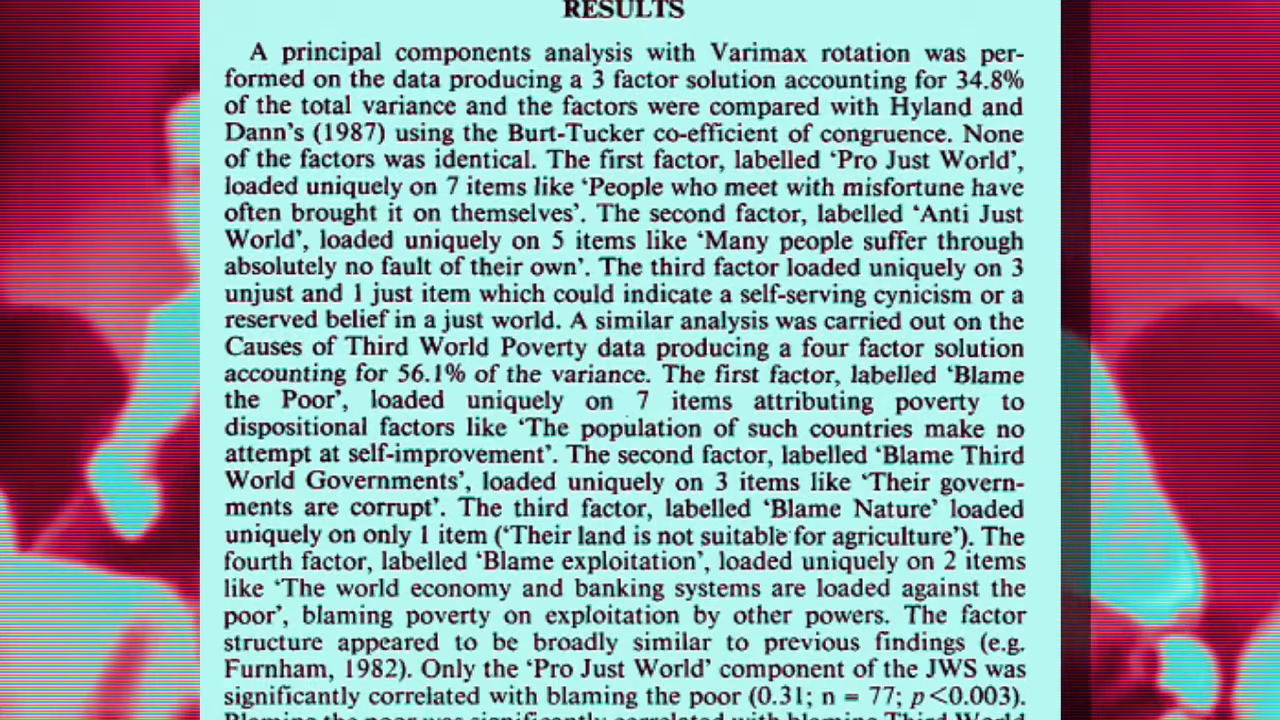 RESULTS
A principal components analysis with Varimax rotation was per-
formed on the data producing a 3 factor solution accounting for 34.8%
of the total variance and the factors were compared with Hyland and
Dann's (1987) using the Burt-Tucker co-efficient of congruence. None
of the factors was identical. The first factor, labelled 'Pro Just World',
loaded uniquely on 7 items like 'People who meet with misfortune have
often brought it on themselves'. The second factor, labelled 'Anti Just
World', loaded uniquely on 5 items like 'Many people suffer through
absolutely no fault of their own'. The third factor loaded uniquely on 3
unjust and 1 just item which could indicate a self-serving cynicism or a
reserved belief in a just world. A similar analysis was carried out on the
Causes of Third World Poverty data producing a four factor solution
accounting for 56.1% of the variance. The first factor, labelled 'Blame
the Poor', loaded uniquely on 7 items attributing poverty to
dispositional factors like 'The population of such countries make no
attempt at self-improvement'. The second factor, labelled 'Blame Third
World Governments', loaded uniquely on 3 items like 'Their govern-
ments are corrupt'. The third factor, labelled 'Blame Nature' loaded
uniquely on only 1 item ('Their land is not suitable for agriculture'). The
fourth factor, labelled 'Blame exploitation', loaded uniquely on 2 items
like 'The world economy and banking systems are loaded against the
poor', blaming poverty on exploitation by other powers. The factor
structure appeared to be broadly similar to previous findings (e.g.
Furnham, 1982). Only the 'Pro Just World' component of the JWS was
significantly correlated with blaming the poor (0.31; n = 77; p<0.003).
Blaming the poor was significantly correlated with blaming Third World